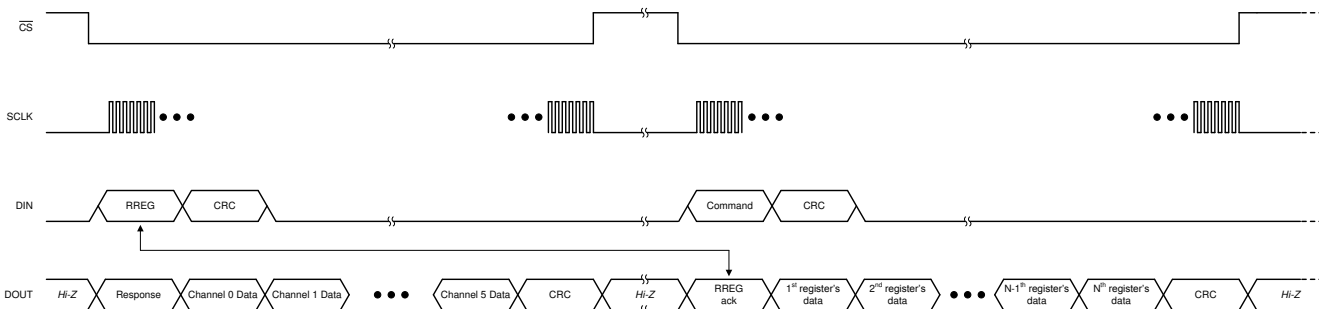 CS
SCLK
DIN
RREG
CRC
Command
CRC
DOUT
Hi-Z
Response
Channel 0 Data
Channel 1 Data
Channel 5 Data
CRC
Hi-Z
RREG
ack
1st register's
data
2nd register's
data
N-1th register's
data
Nth register's
data
CRC
Hi-Z